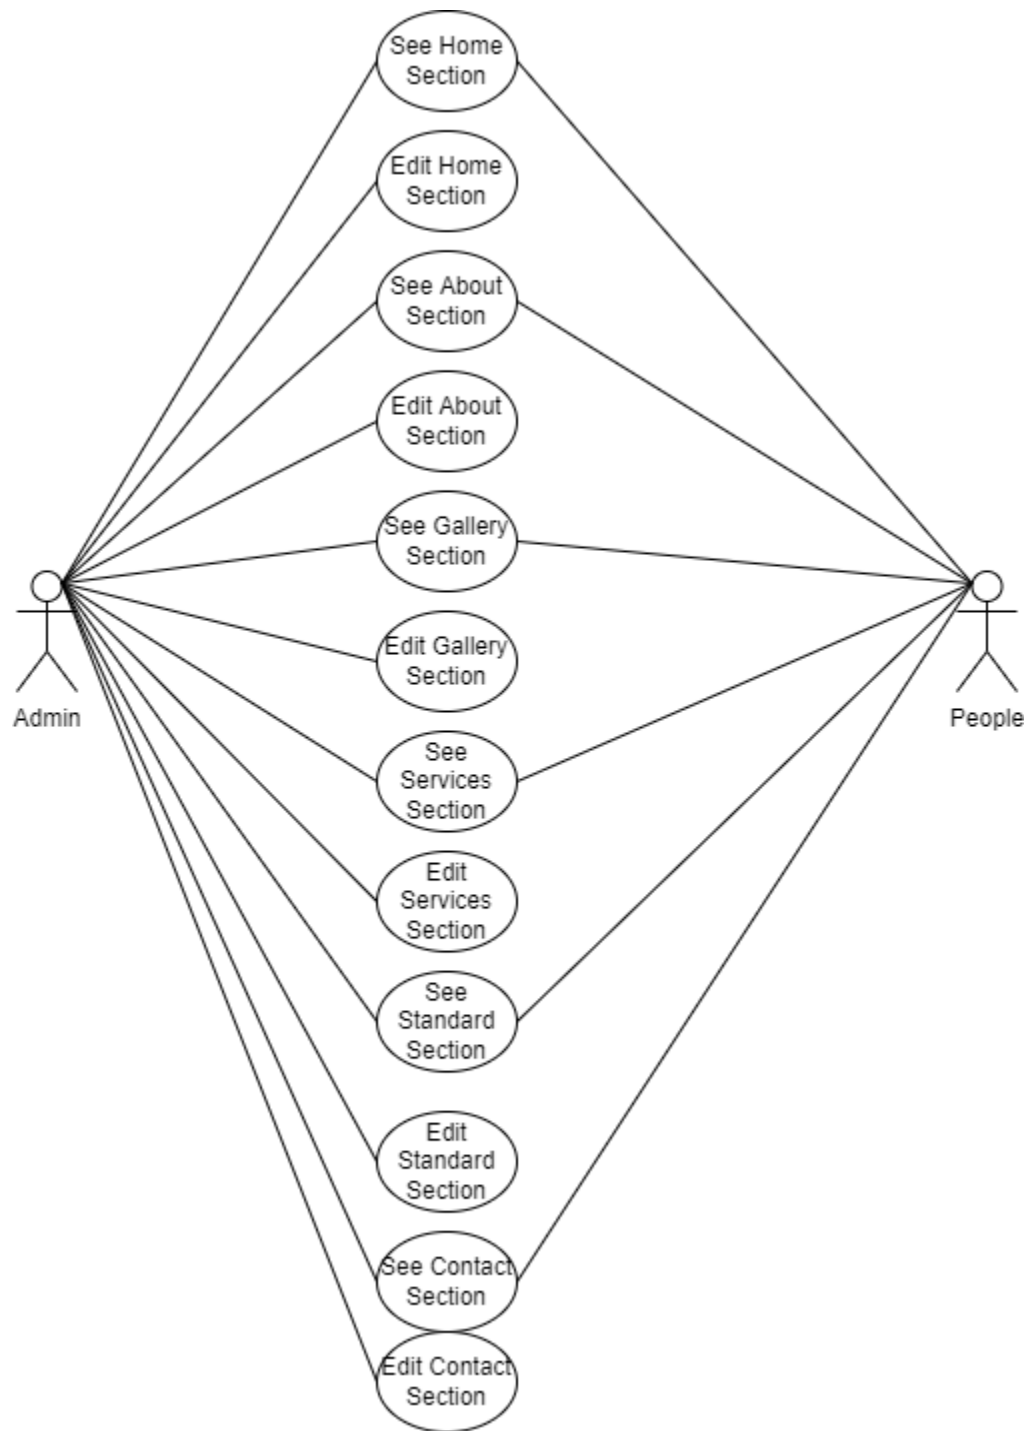 See Home
Section
Edit Home
Section
See About
Section
Edit About
Section
See Gallery
Section
Edit Gallery
Section
See
Services
Section
Edit
Services
Section
See
Standard
Section
Edit
Standard
Section
See Contact
Section
Edit Contact
Section
Admin
People